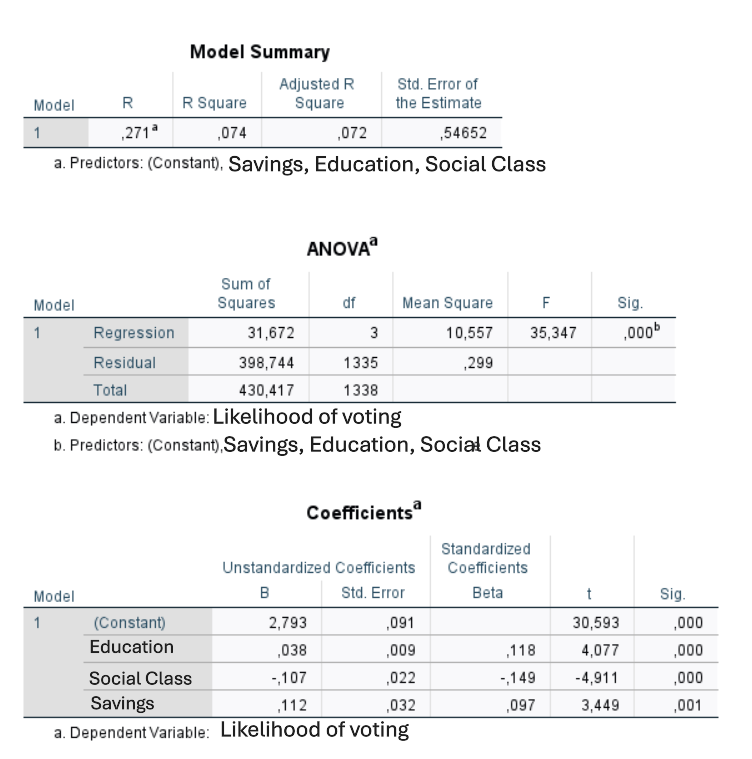 Model Summary
Model R R Square Adjusted R Square Std. Error of the Estimate
1 ,271a ,074 ,072 ,54652
a. Predictors: (Constant), Savings, Education, Social Class
ANOVAa
Model Sum of Squares df Mean Square F Sig.
1 Regression 31,672 3 10,557 35,347 ,000b
Residual 398,744 1335 ,299
Total 430,417 1338
a. Dependent Variable: Likelihood of voting
b. Predictors: (Constant), Savings, Education, Social Class
Coefficientsa
Unstandardized Coefficients Standardized Coefficients
Model B Std. Error Beta t Sig.
1 (Constant) 2,793 ,091 30,593 ,000
Education ,038 ,009 ,118 4,077 ,000
Social Class -,107 ,022 -,149 -4,911 ,000
Savings ,112 ,032 ,097 3,449 ,001
a. Dependent Variable: Likelihood of voting